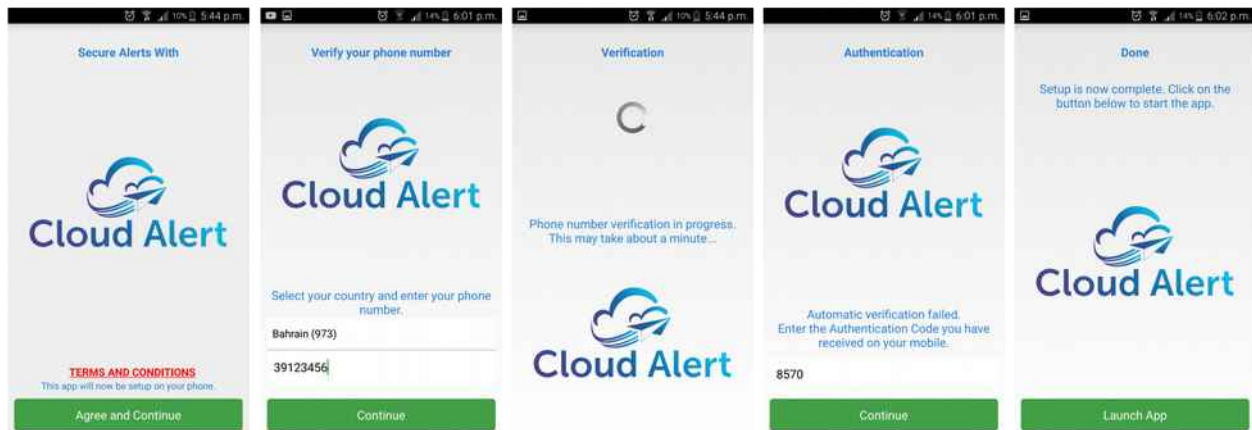 10% 5:44 p.m.
Secure Alerts With
Cloud Alert
TERMS AND CONDITIONS
This app will now be setup on your phone.
Agree and Continue
14% 6:01 p.m.
Verify your phone number
Cloud Alert
Select your country and enter your phone
number.
Bahrain (973)
39123456
Continue
10% 5:44 p.m.
Verification
Phone number verification in progress.
This may take about a minute...
Cloud Alert
14% 6:01 p.m.
Authentication
Cloud Alert
Automatic verification failed.
Enter the Authentication Code you have
received on your mobile.
8570
Continue
14% 6:02 p.m.
Done
Setup is now complete. Click on the
button below to start the app.
Cloud Alert
Launch App